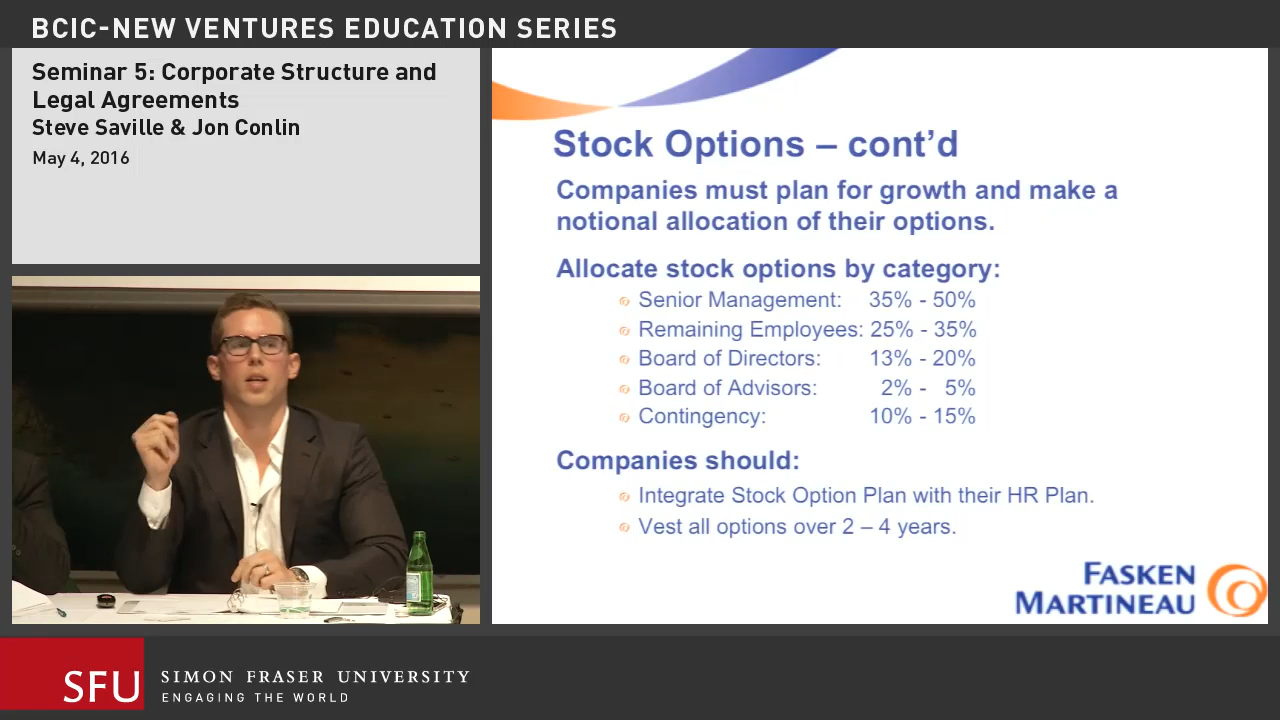 BCIC-NEW VENTURES EDUCATION SERIES
Seminar 5: Corporate Structure and
Legal Agreements
Steve Saville & Jon Conlin
May 4, 2016
Stock Options – cont’d
Companies must plan for growth and make a
notional allocation of their options.
Allocate stock options by category:
Senior Management: 35% - 50%
Remaining Employees: 25% - 35%
Board of Directors: 13% - 20%
Board of Advisors: 2% - 5%
Contingency: 10% - 15%
Companies should:
Integrate Stock Option Plan with their HR Plan.
Vest all options over 2 – 4 years.
FASKEN
MARTINEAU
SFU SIMON FRASER UNIVERSITY
ENGAGING THE WORLD